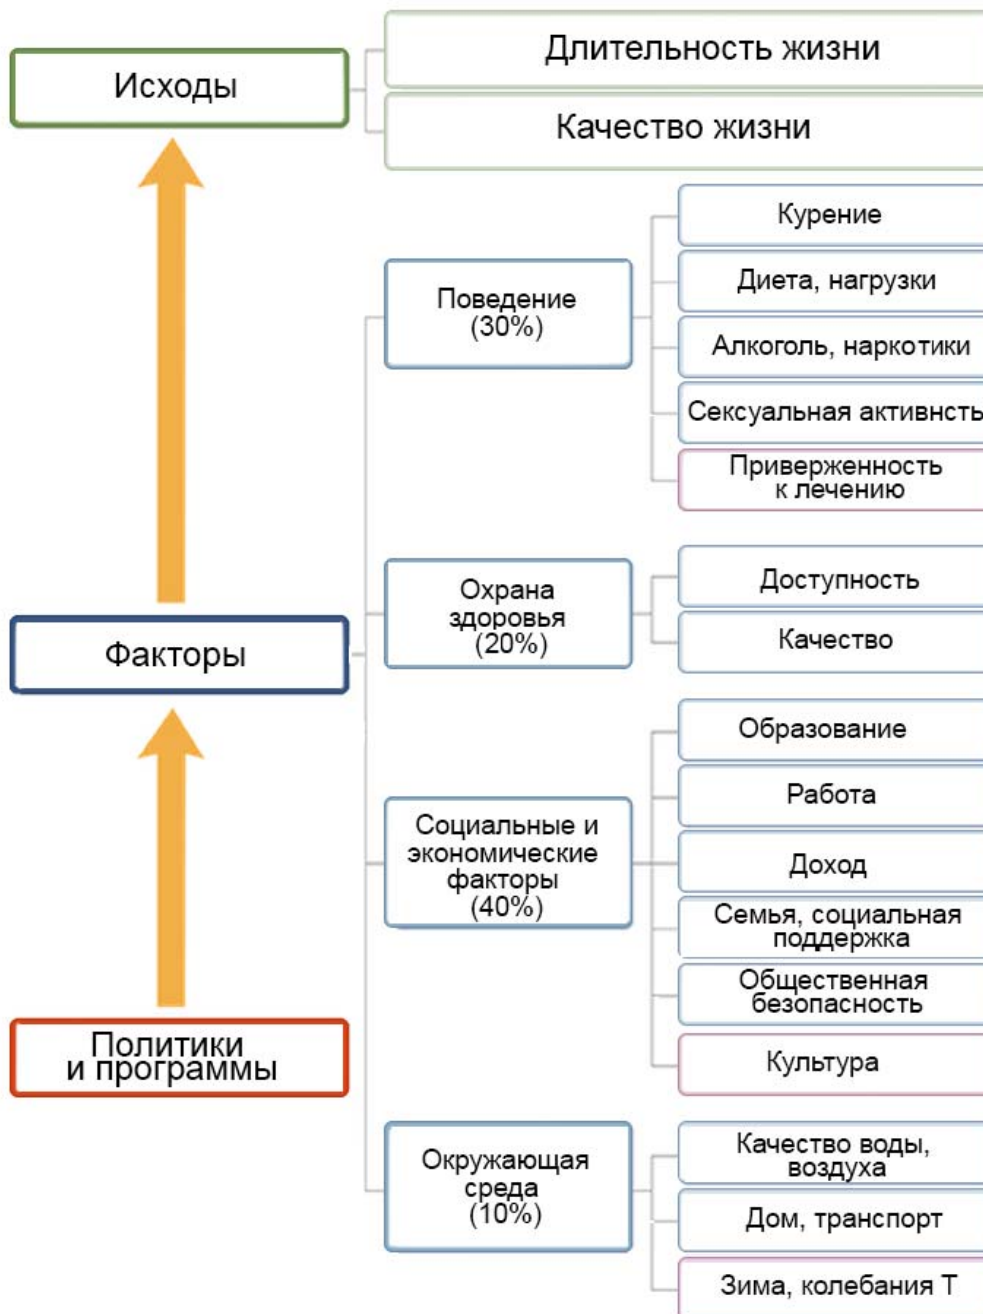 Исходы
Длительность жизни
Качество жизни
Факторы
Поведение
(30%)
Курение
Диета, нагрузки
Алкоголь, наркотики
Сексуальная активнсть
Приверженность
к лечению
Охрана
здоровья
(20%)
Доступность
Качество
Социальные и
экономические
факторы
(40%)
Образование
Работа
Доход
Семья, социальная
поддержка
Общественная
безопасность
Культура
Окружающая
среда
(10%)
Качество воды,
воздуха
Дом, транспорт
Зима, колебания Т
Политики
и программы